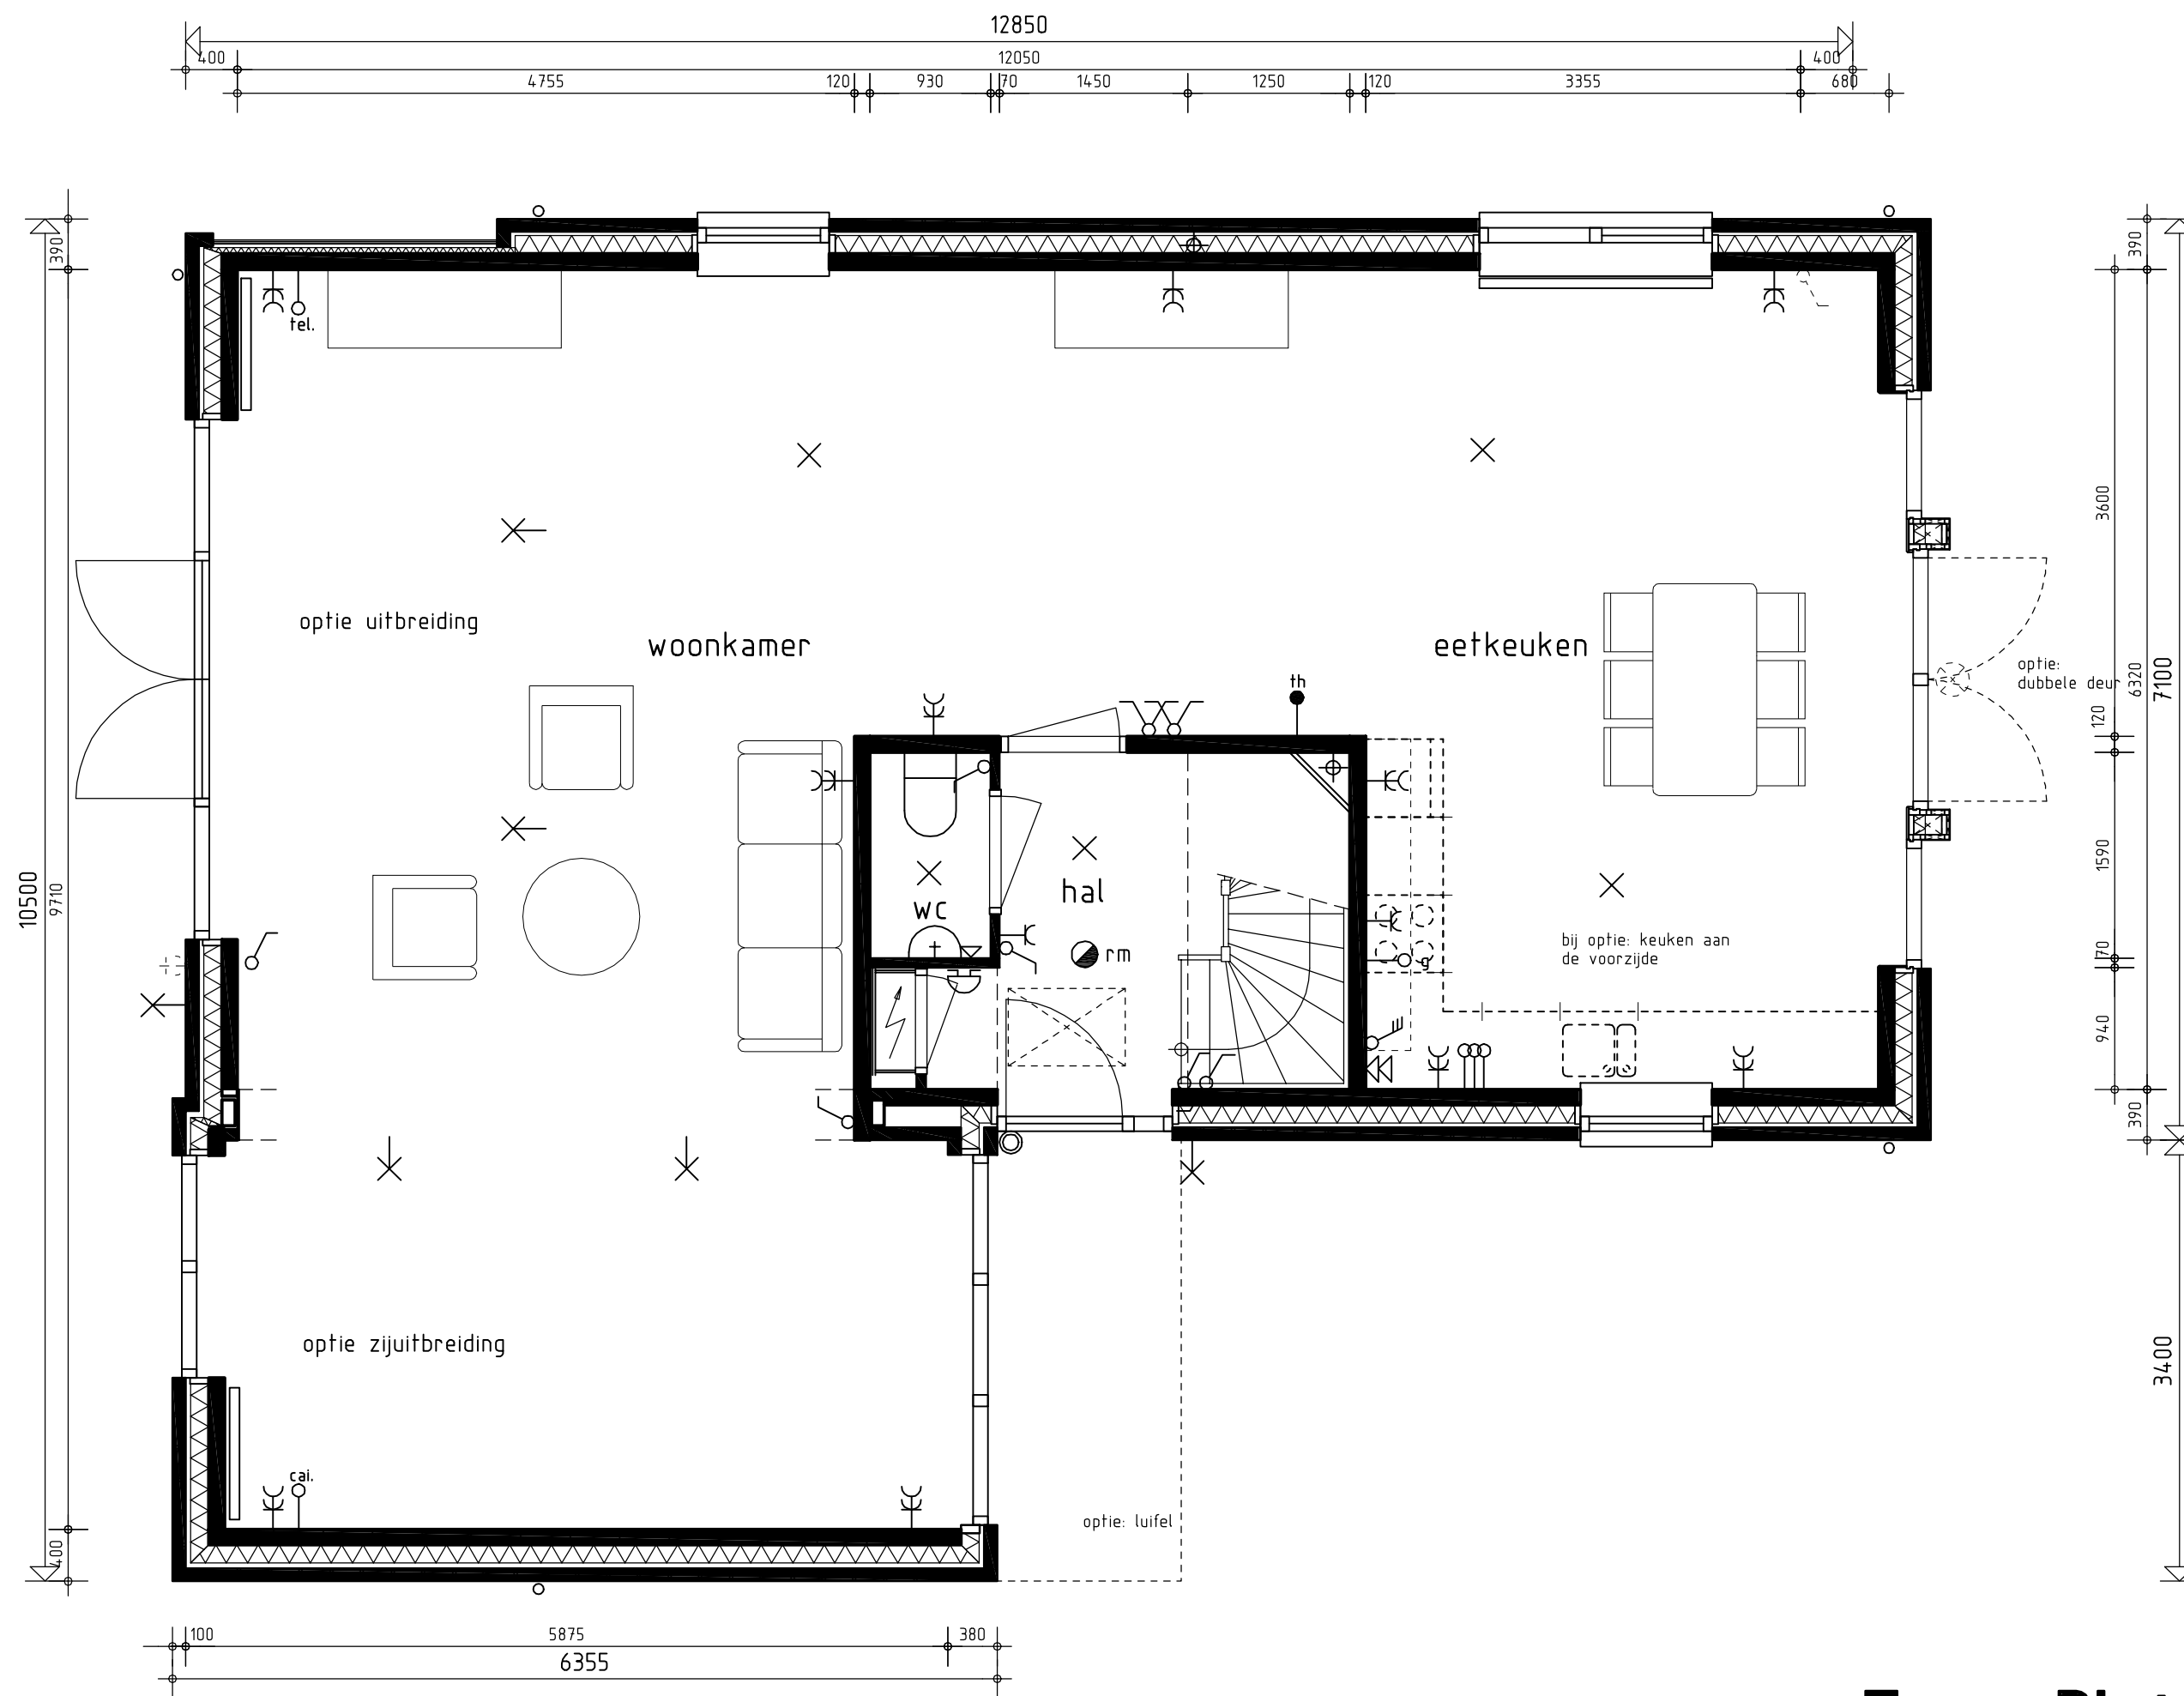 12850
400 12050 400
4755 120 930 70 1450 1250 120 3355 680
390
390
tel.
3600
optie uitbreiding
woonkamer
eetkeuken
optie:
dubbele deur
6320
7100
th
120
10500
9710
1590
hal
wc
rm
bij optie: keuken aan
de voorzijde
g
70
940
390
optie zijuitbreiding
3400
cai.
optie: luifel
400
100 5875 380
6355